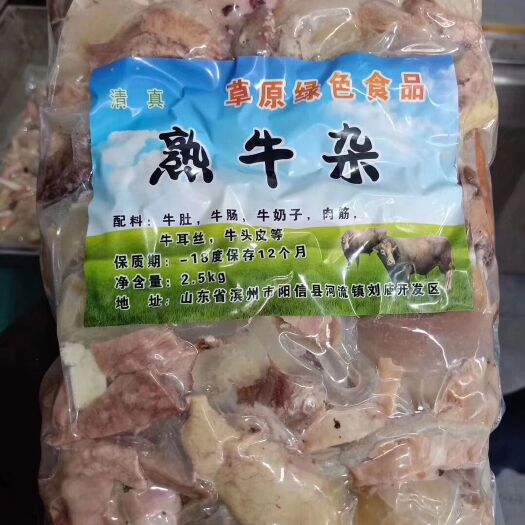 清真 草原绿色食品
熟牛杂
配料：牛肚，牛肠，牛奶子，肉筋，
牛耳丝，牛头皮等
保质期：-18度保存12个月
净含量：2.5kg
地 址：山东省滨州市阳信县河流镇刘庙开发区